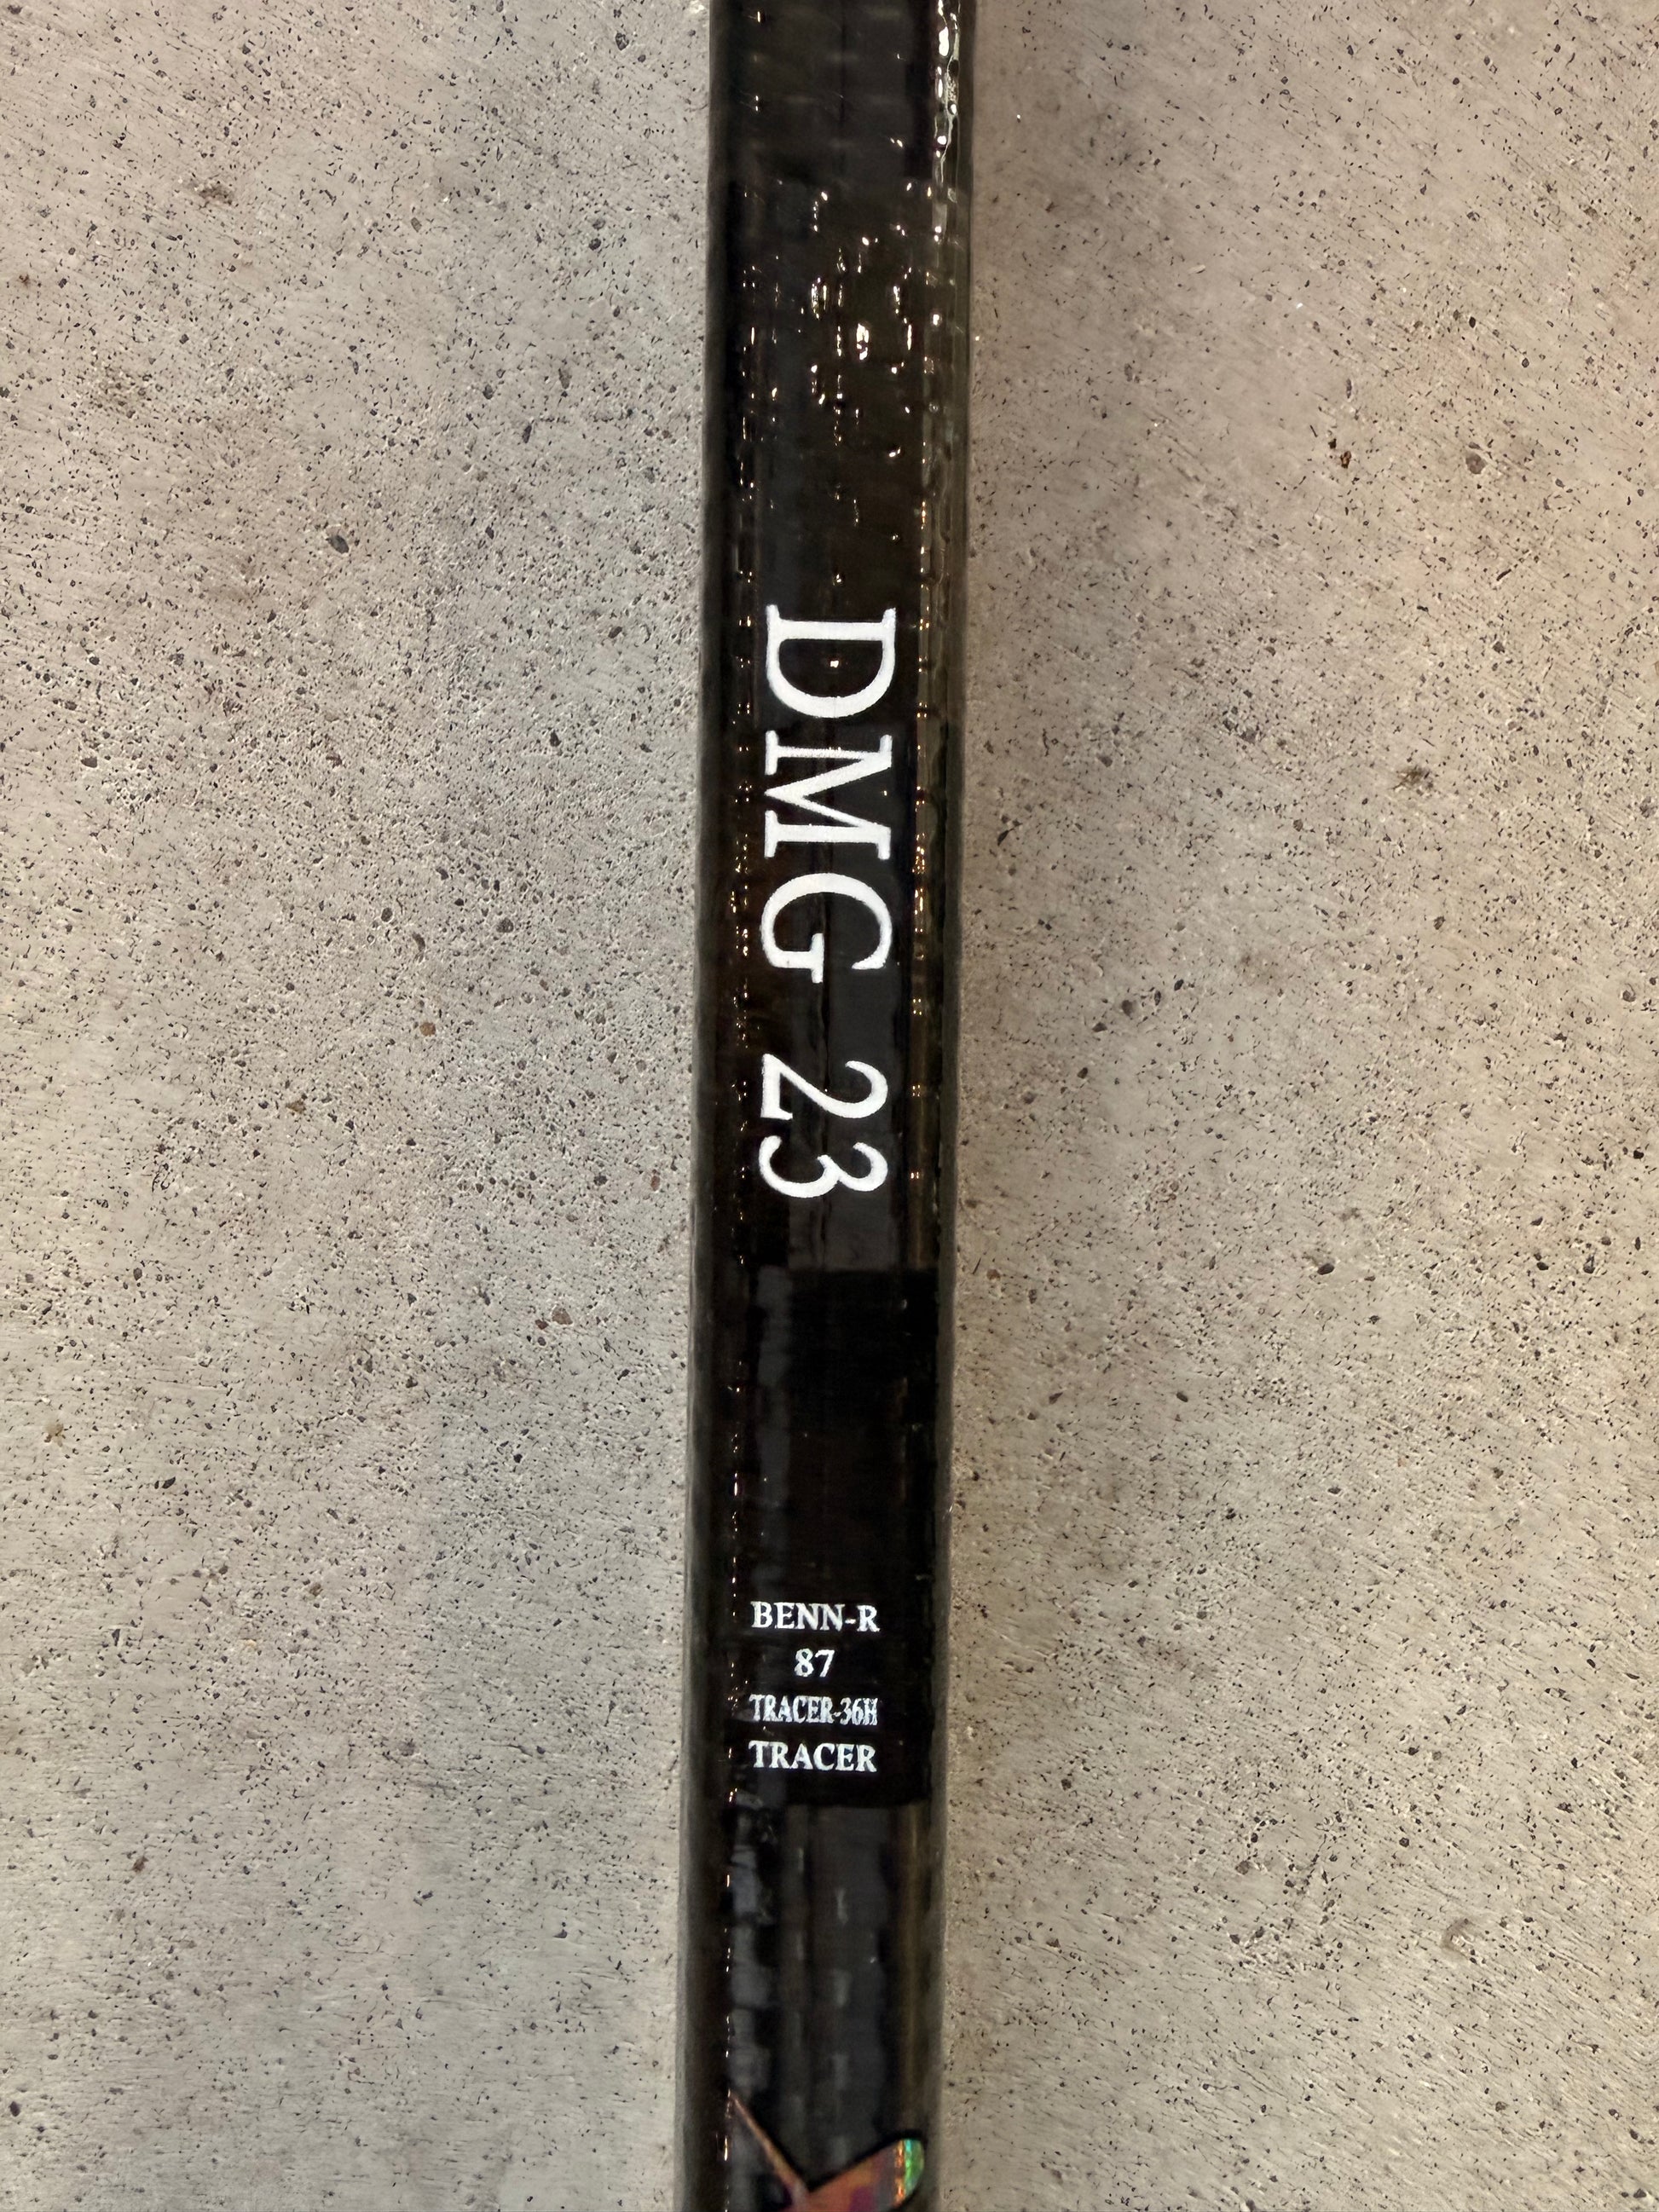 DMG 23
BENN-R
87
TRACER-36H
TRACER